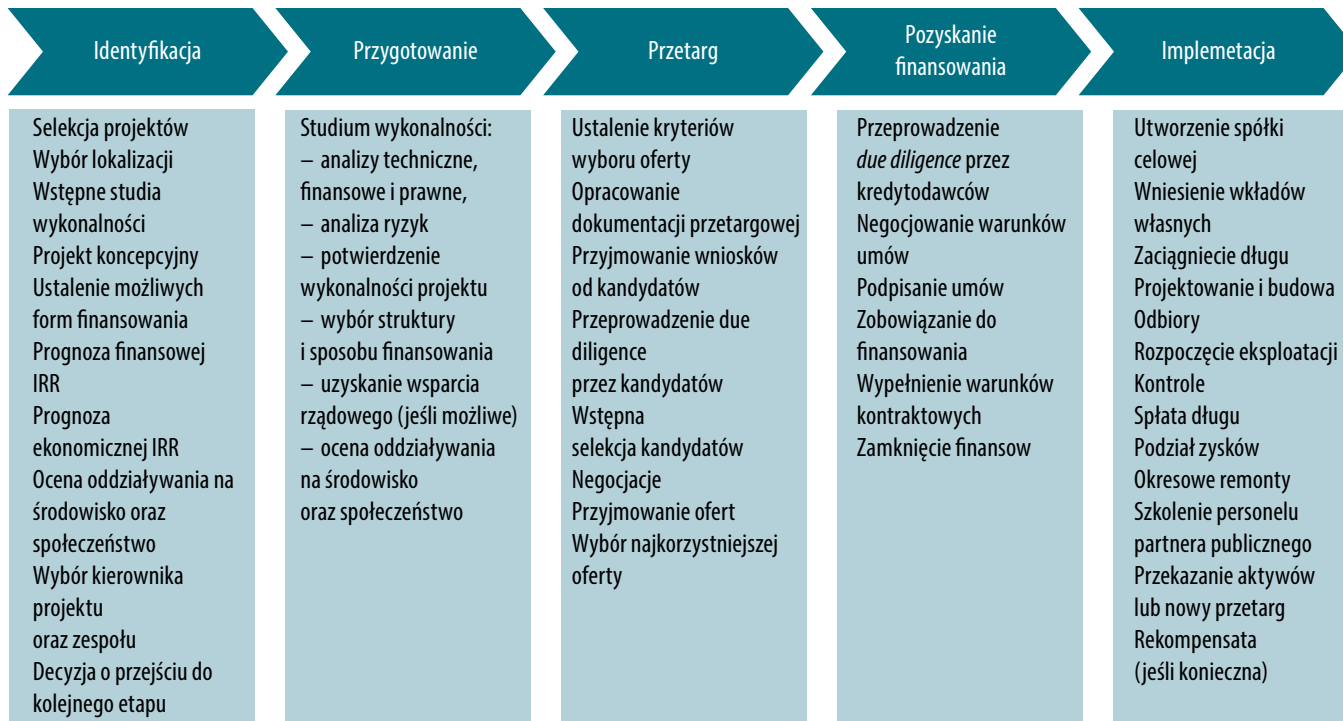 Identyfikacja
Przygotowanie
Przetarg
Pozyskanie
finansowania
Implemetacja
Selekcja projektów
Wybór lokalizacji
Wstępne studia
wykonalności
Projekt koncepcyjny
Ustalenie możliwych
form finansowania
Prognoza finansowej
IRR
Prognoza
ekonomicznej IRR
Ocena oddziaływania na
środowisko oraz
społeczeństwo
Wybór kierownika
projektu
oraz zespołu
Decyzja o przejściu do
kolejnego etapu
Studium wykonalności:
– analizy techniczne,
finansowe i prawne,
– analiza ryzyk
– potwierdzenie
wykonalności projektu
– wybór struktury
i sposobu finansowania
– uzyskanie wsparcia
rządowego (jeśli możliwe)
– ocena oddziaływania
na środowisko
oraz społeczeństwo
Ustalenie kryteriów
wyboru oferty
Opracowanie
dokumentacji przetargowej
Przyjmowanie wniosków
od kandydatów
Przeprowadzenie due
diligence
przez kandydatów
Wstępna
selekcja kandydatów
Negocjacje
Przyjmowanie ofert
Wybór najkorzystniejszej
oferty
Przeprowadzenie
due diligence przez
kredytodawców
Negocjowanie warunków
umów
Podpisanie umów
Zobowiązanie do
finansowania
Wypełnienie warunków
kontraktowych
Zamknięcie finansow
Utworzenie spółki
celowej
Wniesienie wkładów
własnych
Zaciągniecie długu
Projektowanie i budowa
Odbiory
Rozpoczęcie eksploatacji
Kontrole
Spłata długu
Podział zysków
Okresowe remonty
Szkolenie personelu
partnera publicznego
Przekazanie aktywów
lub nowy przetarg
Rekompensata
(jeśli konieczna)